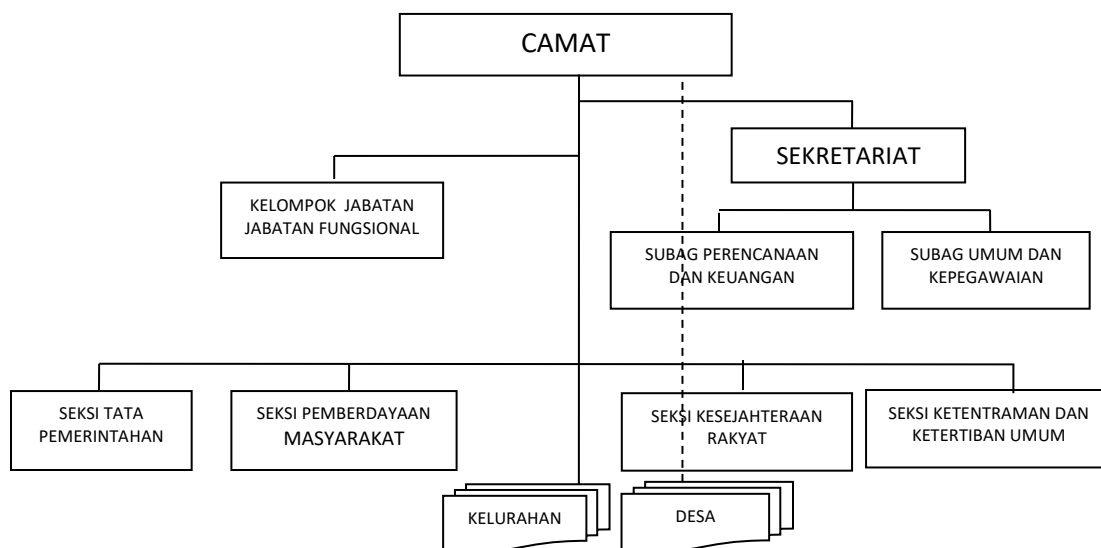 CAMAT
SEKRETARIAT
KELOMPOK JABATAN
JABATAN FUNGSIONAL
SUBAG PERENCANAAN
DAN KEUANGAN
SUBAG UMUM DAN
KEPEGAWAIAN
SEKSI TATA
PEMERINTAHAN
SEKSI PEMBERDAYAAN
MASYARAKAT
SEKSI KESEJAHTERAAN
RAKYAT
SEKSI KETENTRAMAN DAN
KETERTIBAN UMUM
KELURAHAN
DESA